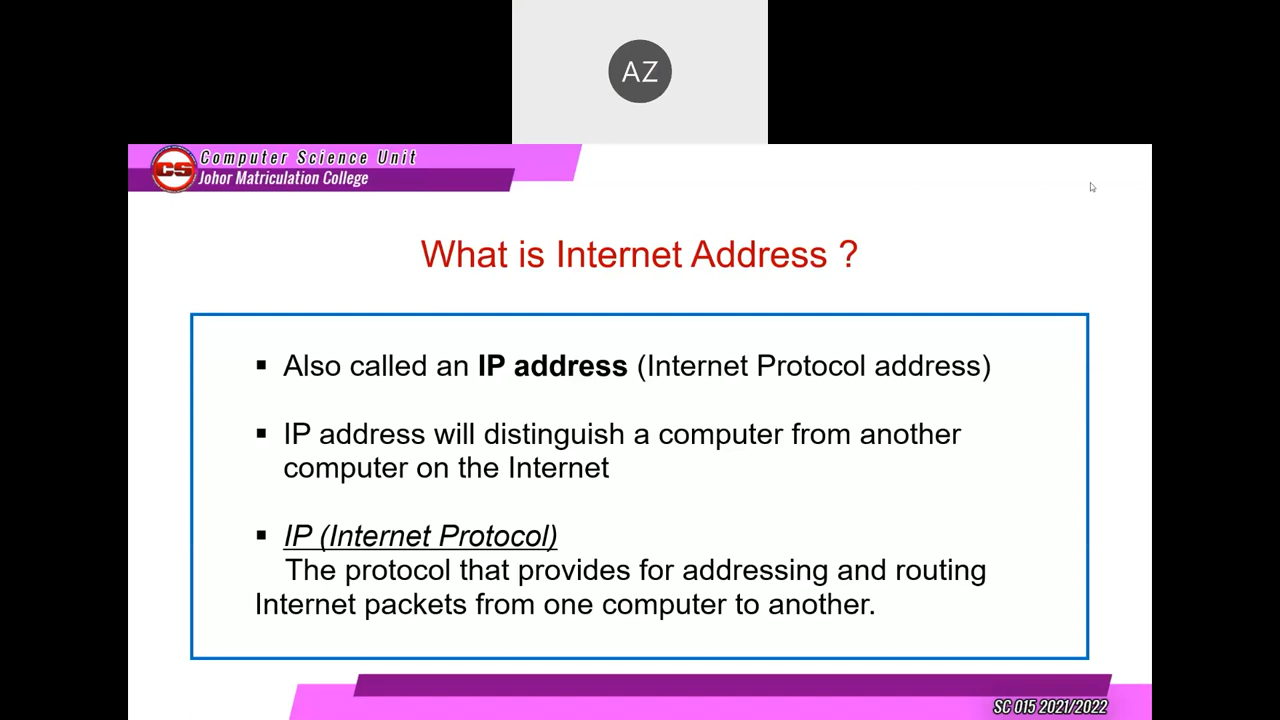 AZ
CS
Computer Science Unit
Johor Matriculation College
What is Internet Address ?
▪ Also called an IP address (Internet Protocol address)
▪ IP address will distinguish a computer from another
computer on the Internet
▪ IP (Internet Protocol)
The protocol that provides for addressing and routing
Internet packets from one computer to another.
SC 015 2021/2022